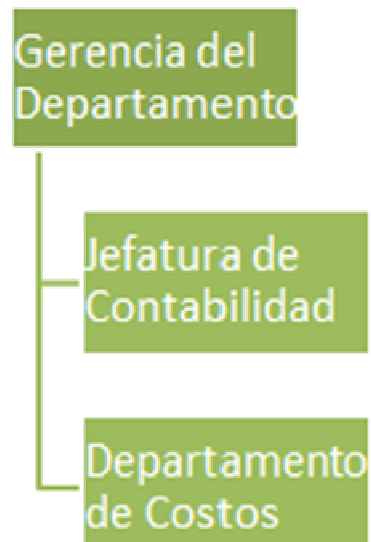 Gerencia del
Departamento
Jefatura de
Contabilidad
Departamento
de Costos